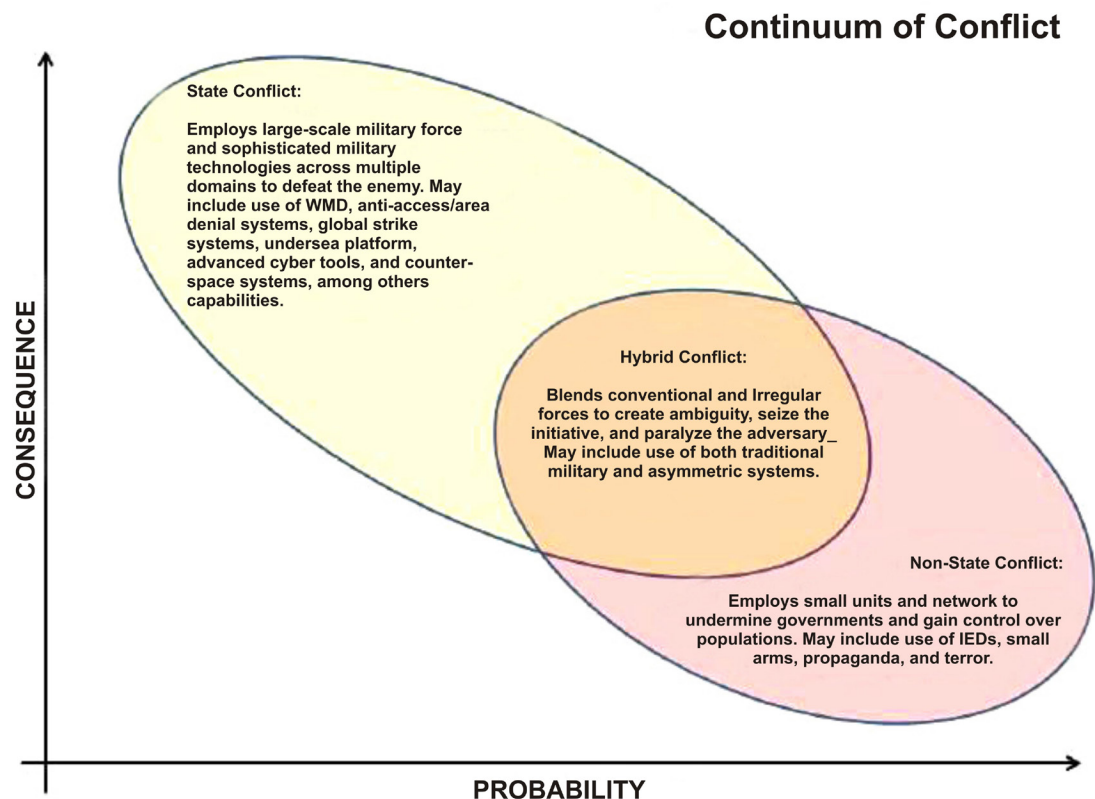 Continuum of Conflict
State Conflict:
Employs large-scale military force
and sophisticated military
technologies across multiple
domains to defeat the enemy. May
include use of WMD, anti-access/area
denial systems, global strike
systems, undersea platform,
advanced cyber tools, and counter-
space systems, among others
capabilities.
CONSEQUENCE
Hybrid Conflict:
Blends conventional and Irregular
forces to create ambiguity, seize the
initiative, and paralyze the adversary_
May include use of both traditional
military and asymmetric systems.
Non-State Conflict:
Employs small units and network to
undermine governments and gain control over
populations. May include use of IEDs, small
arms, propaganda, and terror.
PROBABILITY